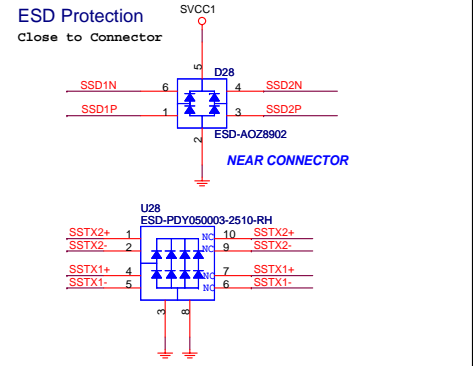 ESD Protection
Close to Connector
SVCC1
5
D28
SSD1N 6 4 SSD2N
SSD1P 1 3 SSD2P
2
ESD-AOZ8902
NEAR CONNECTOR
U28
ESD-PDY050003-2510-RH
SSTX2+ 1 NC 10 SSTX2+
SSTX2- 2 NC 9 SSTX2-
SSTX1+ 4 NC 7 SSTX1+
SSTX1- 5 NC 6 SSTX1-
3 8